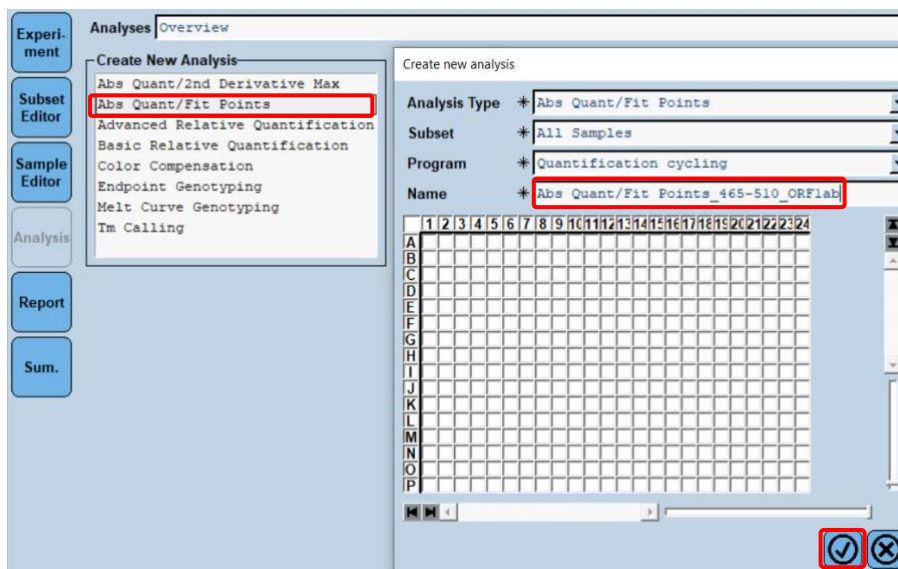 Experi-
ment
Subset
Editor
Sample
Editor
Analysis
Report
Sum.
Analyses Overview
Create New Analysis
Abs Quant/2nd Derivative Max
Abs Quant/Fit Points
Advanced Relative Quantification
Basic Relative Quantification
Color Compensation
Endpoint Genotyping
Melt Curve Genotyping
Tm Calling
Create new analysis
Analysis Type * Abs Quant/Fit Points
Subset * All Samples
Program * Quantification cycling
Name * Abs Quant/Fit Points_465-510_ORF1ab
1 2 3 4 5 6 7 8 9 10 11 12 13 14 15 16 17 18 19 20 21 22 23 24
A
B
C
D
E
F
G
H
I
J
K
L
M
N
O
P